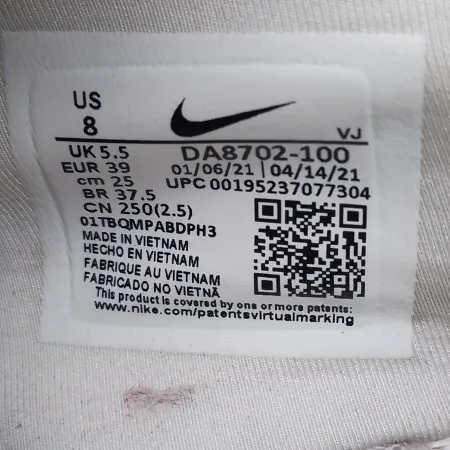 US
8
VJ
UK 5.5
EUR 39
cm 25
BR 37.5
CN 250(2.5)
DA8702-100
01/06/21 | 04/14/21
UPC 00195237077304
01TBQMPABDPH3
MADE IN VIETNAM
HECHO EN VIETNAM
FABRIQUE AU VIETNAM
FABRICADO NO VIETNÃ
This product is covered by one or more patents:
www.nike.com/patentsvirtualmarking